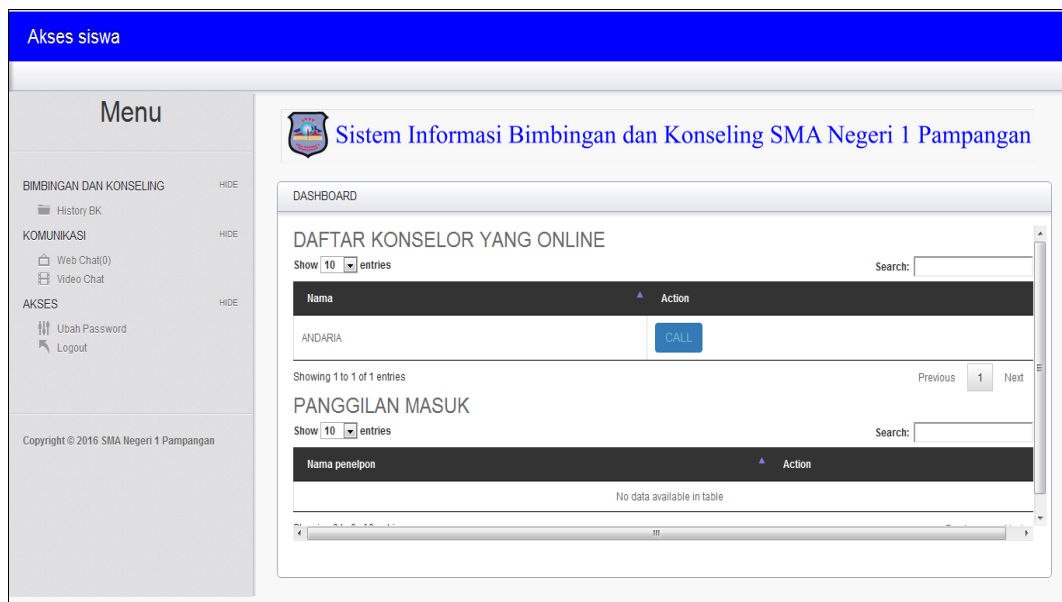 Akses siswa
Menu
BIMBINGAN DAN KONSELING HIDE
History BK
KOMUNIKASI HIDE
Web Chat(0)
Video Chat
AKSES HIDE
Ubah Password
Logout
Copyright © 2016 SMA Negeri 1 Pampangan
Sistem Informasi Bimbingan dan Konseling SMA Negeri 1 Pampangan
DASHBOARD
DAFTAR KONSELOR YANG ONLINE
Show 10 entries Search:
Nama Action
ANDARIA CALL
Showing 1 to 1 of 1 entries Previous 1 Next
PANGGILAN MASUK
Show 10 entries Search:
Nama penelpon Action
No data available in table